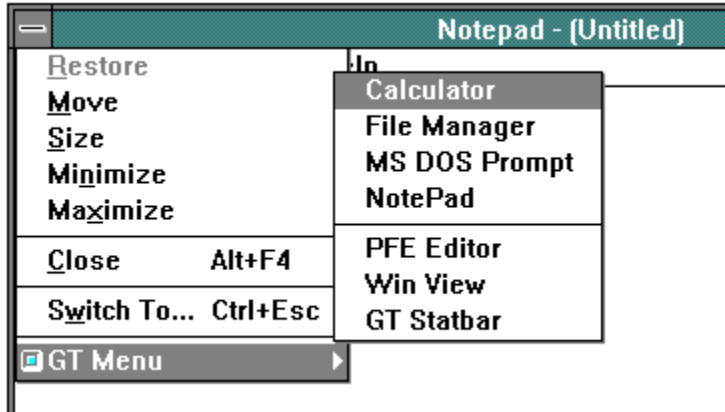 Notepad - (Untitled)
Restore
Move
Size
Minimize
Maximize
Close Alt+F4
Switch To... Ctrl+Esc
GT Menu
Calculator
File Manager
MS DOS Prompt
NotePad
PFE Editor
Win View
GT Statbar